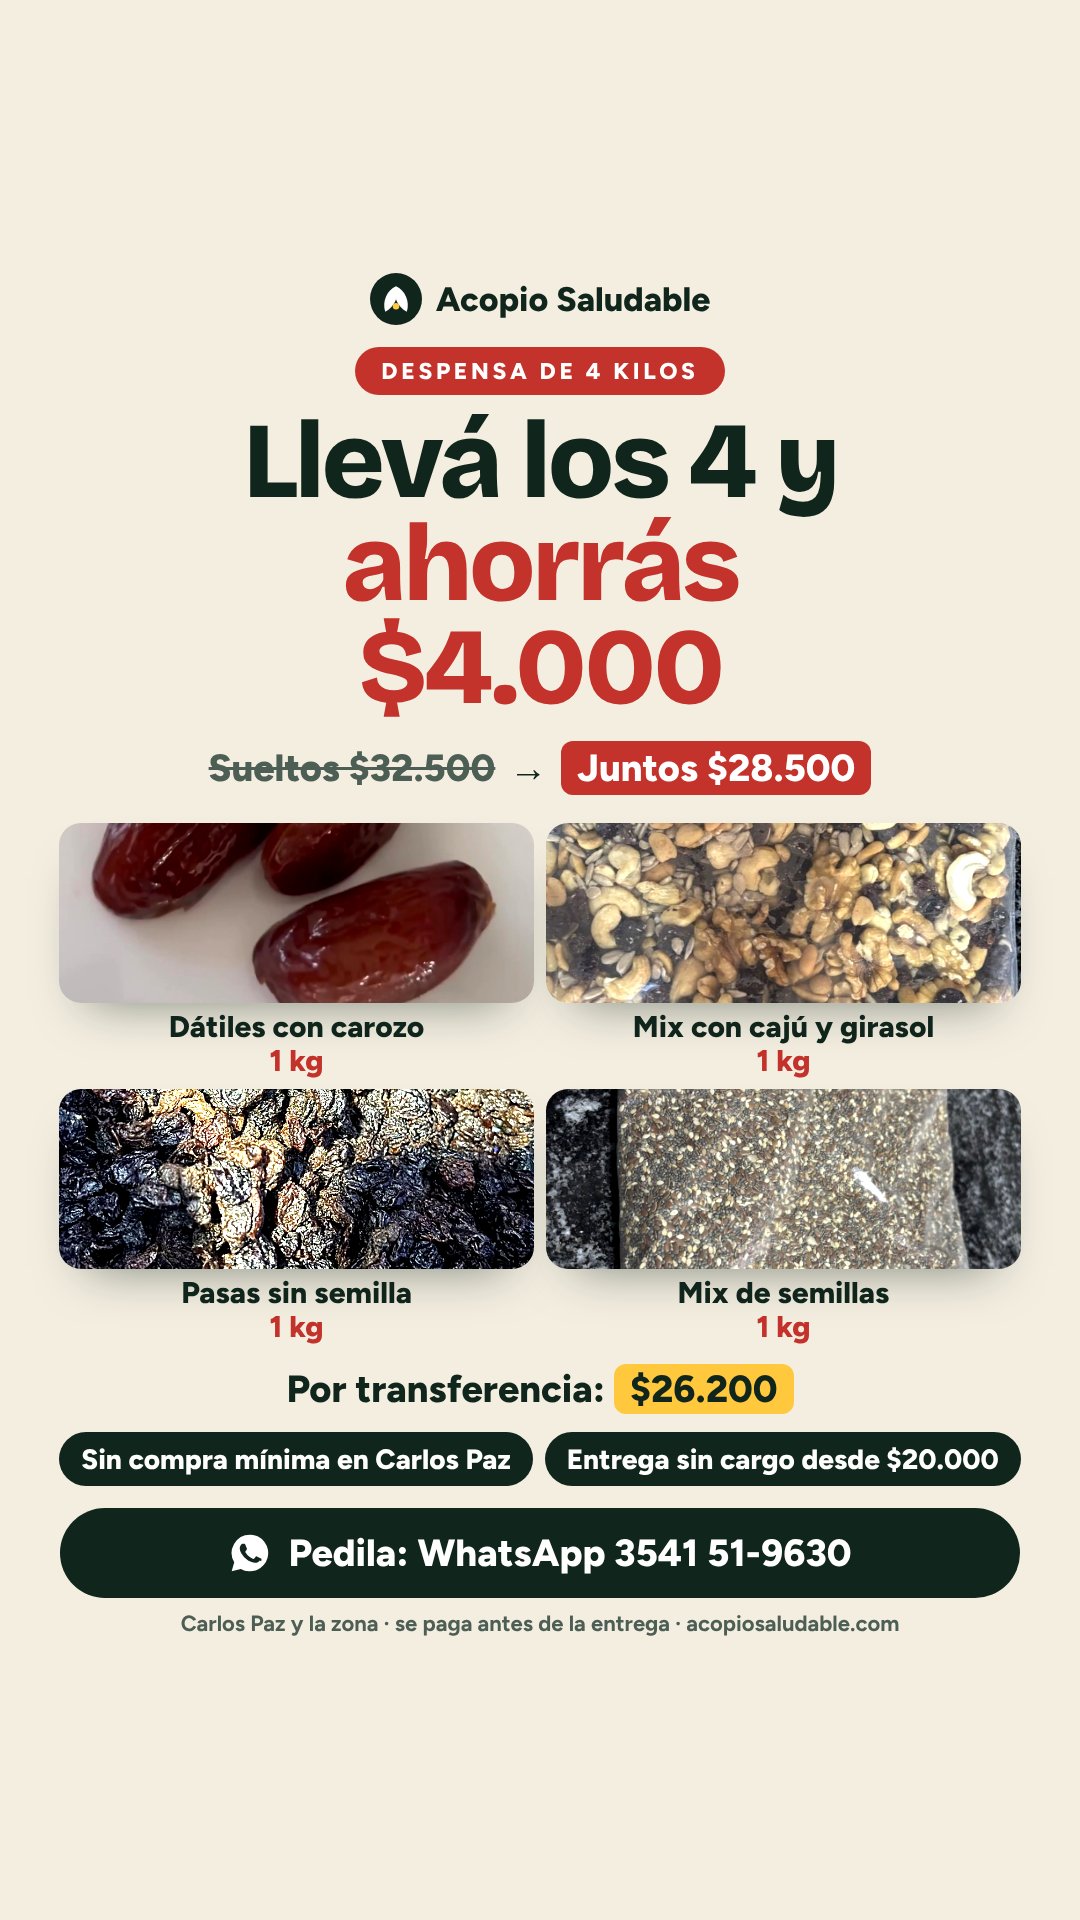 Acopio Saludable
DESPENSA DE 4 KILOS
Llevá los 4 y
ahorrás
$4.000
Sueltos $32.500 → Juntos $28.500
Dátiles con carozo
1 kg
Mix con cajú y girasol
1 kg
Pasas sin semilla
1 kg
Mix de semillas
1 kg
Por transferencia: $26.200
Sin compra mínima en Carlos Paz
Entrega sin cargo desde $20.000
Pedila: WhatsApp 3541 51-9630
Carlos Paz y la zona · se paga antes de la entrega · acopiosaludable.com